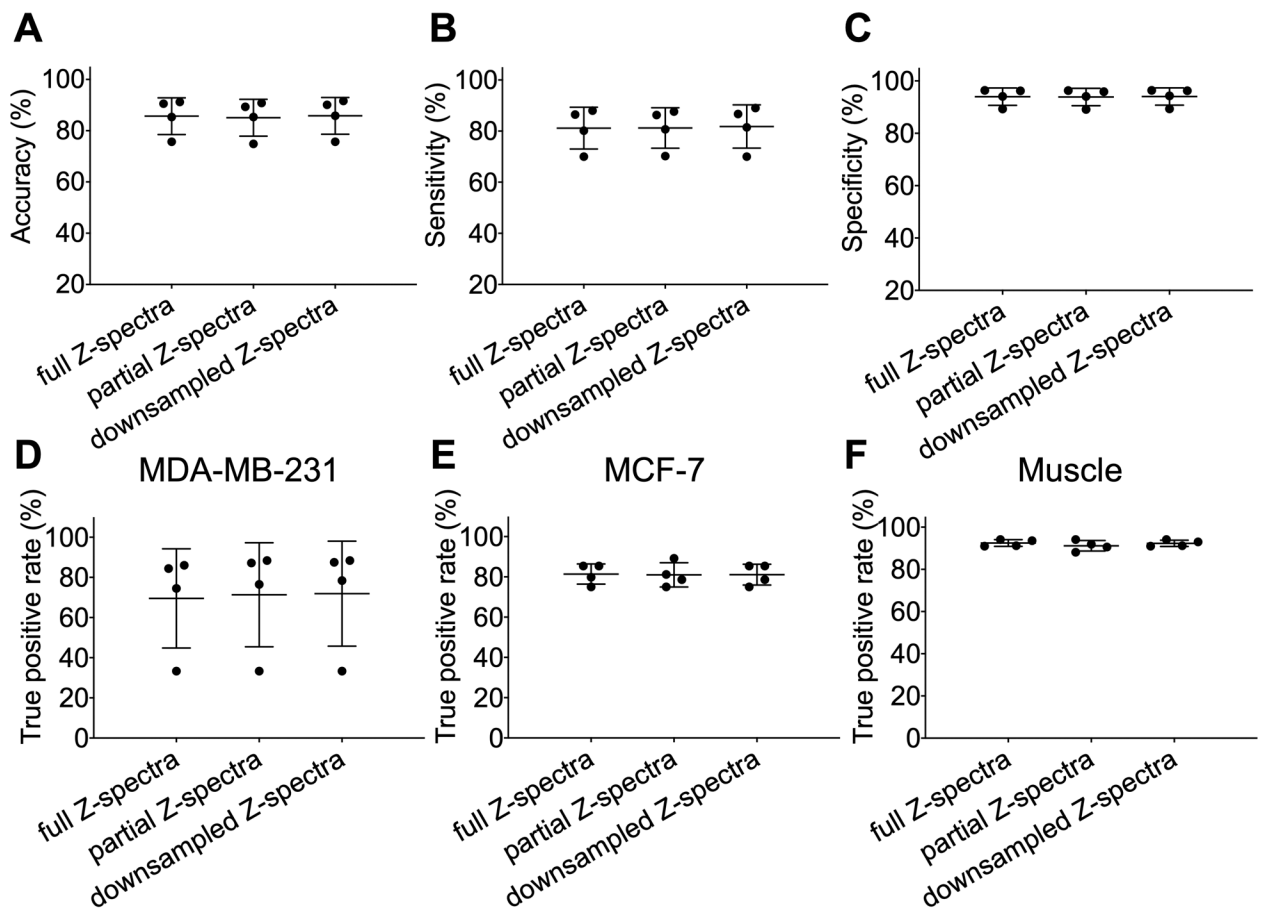 A
Accuracy (%)
100
80
60
40
20
full Z-spectra
partial Z-spectra
downsampled Z-spectra
B
Sensitivity (%)
100
80
60
40
20
full Z-spectra
partial Z-spectra
downsampled Z-spectra
C
Specificity (%)
100
80
60
40
20
full Z-spectra
partial Z-spectra
downsampled Z-spectra
D
MDA-MB-231
True positive rate (%)
100
80
60
40
20
0
full Z-spectra
partial Z-spectra
downsampled Z-spectra
E
MCF-7
True positive rate (%)
100
80
60
40
20
0
full Z-spectra
partial Z-spectra
downsampled Z-spectra
F
Muscle
True positive rate (%)
100
80
60
40
20
0
full Z-spectra
partial Z-spectra
downsampled Z-spectra